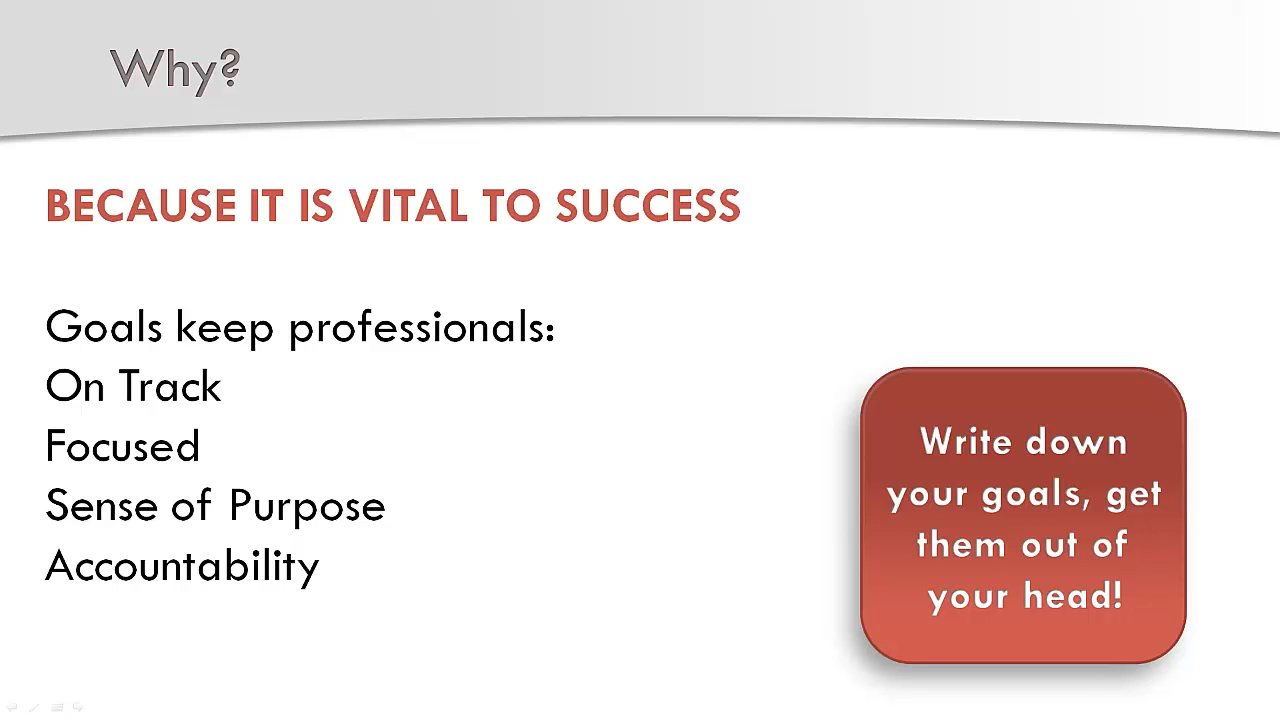 Why?
BECAUSE IT IS VITAL TO SUCCESS
Goals keep professionals:
On Track
Focused
Sense of Purpose
Accountability
Write down
your goals, get
them out of
your head!